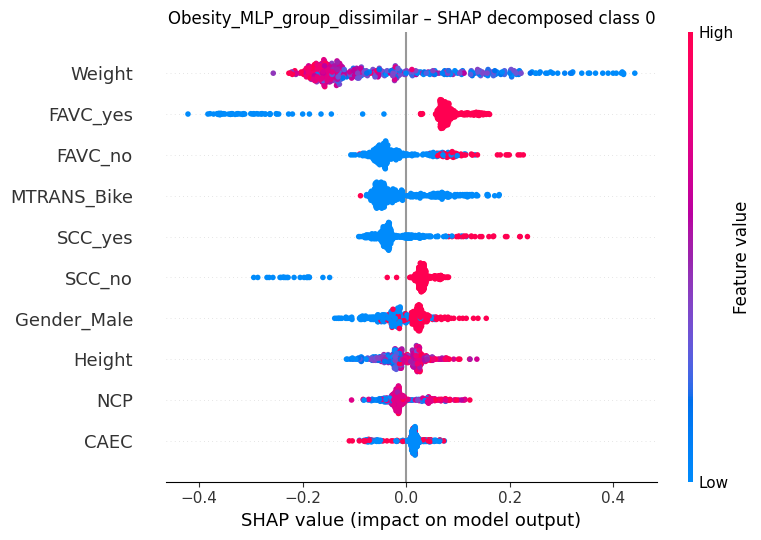 Obesity_MLP_group_dissimilar – SHAP decomposed class 0
High
Weight
FAVC_yes
FAVC_no
MTRANS_Bike
SCC_yes
SCC_no
Gender_Male
Height
NCP
CAEC
Feature value
Low
−0.4 −0.2 0.0 0.2 0.4
SHAP value (impact on model output)